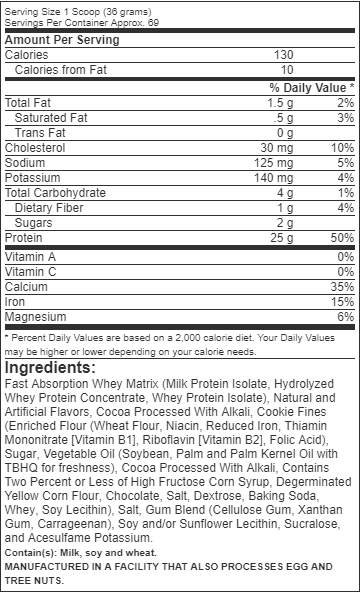 Serving Size 1 Scoop (36 grams)
Servings Per Container Approx. 69
Amount Per Serving
Calories 130
Calories from Fat 10
% Daily Value *
Total Fat 1.5 g 2%
Saturated Fat .5 g 3%
Trans Fat 0 g
Cholesterol 30 mg 10%
Sodium 125 mg 5%
Potassium 140 mg 4%
Total Carbohydrate 4 g 1%
Dietary Fiber 1 g 4%
Sugars 2 g
Protein 25 g 50%
Vitamin A 0%
Vitamin C 0%
Calcium 35%
Iron 15%
Magnesium 6%
* Percent Daily Values are based on a 2,000 calorie diet. Your Daily Values
may be higher or lower depending on your calorie needs.
Ingredients:
Fast Absorption Whey Matrix (Milk Protein Isolate, Hydrolyzed
Whey Protein Concentrate, Whey Protein Isolate), Natural and
Artificial Flavors, Cocoa Processed With Alkali, Cookie Fines
(Enriched Flour (Wheat Flour, Niacin, Reduced Iron, Thiamin
Mononitrate [Vitamin B1], Riboflavin [Vitamin B2], Folic Acid),
Sugar, Vegetable Oil (Soybean, Palm and Palm Kernel Oil with
TBHQ for freshness), Cocoa Processed With Alkali, Contains
Two Percent or Less of High Fructose Corn Syrup, Degerminated
Yellow Corn Flour, Chocolate, Salt, Dextrose, Baking Soda,
Whey, Soy Lecithin), Salt, Gum Blend (Cellulose Gum, Xanthan
Gum, Carrageenan), Soy and/or Sunflower Lecithin, Sucralose,
and Acesulfame Potassium.
Contain(s): Milk, soy and wheat.
MANUFACTURED IN A FACILITY THAT ALSO PROCESSES EGG AND
TREE NUTS.